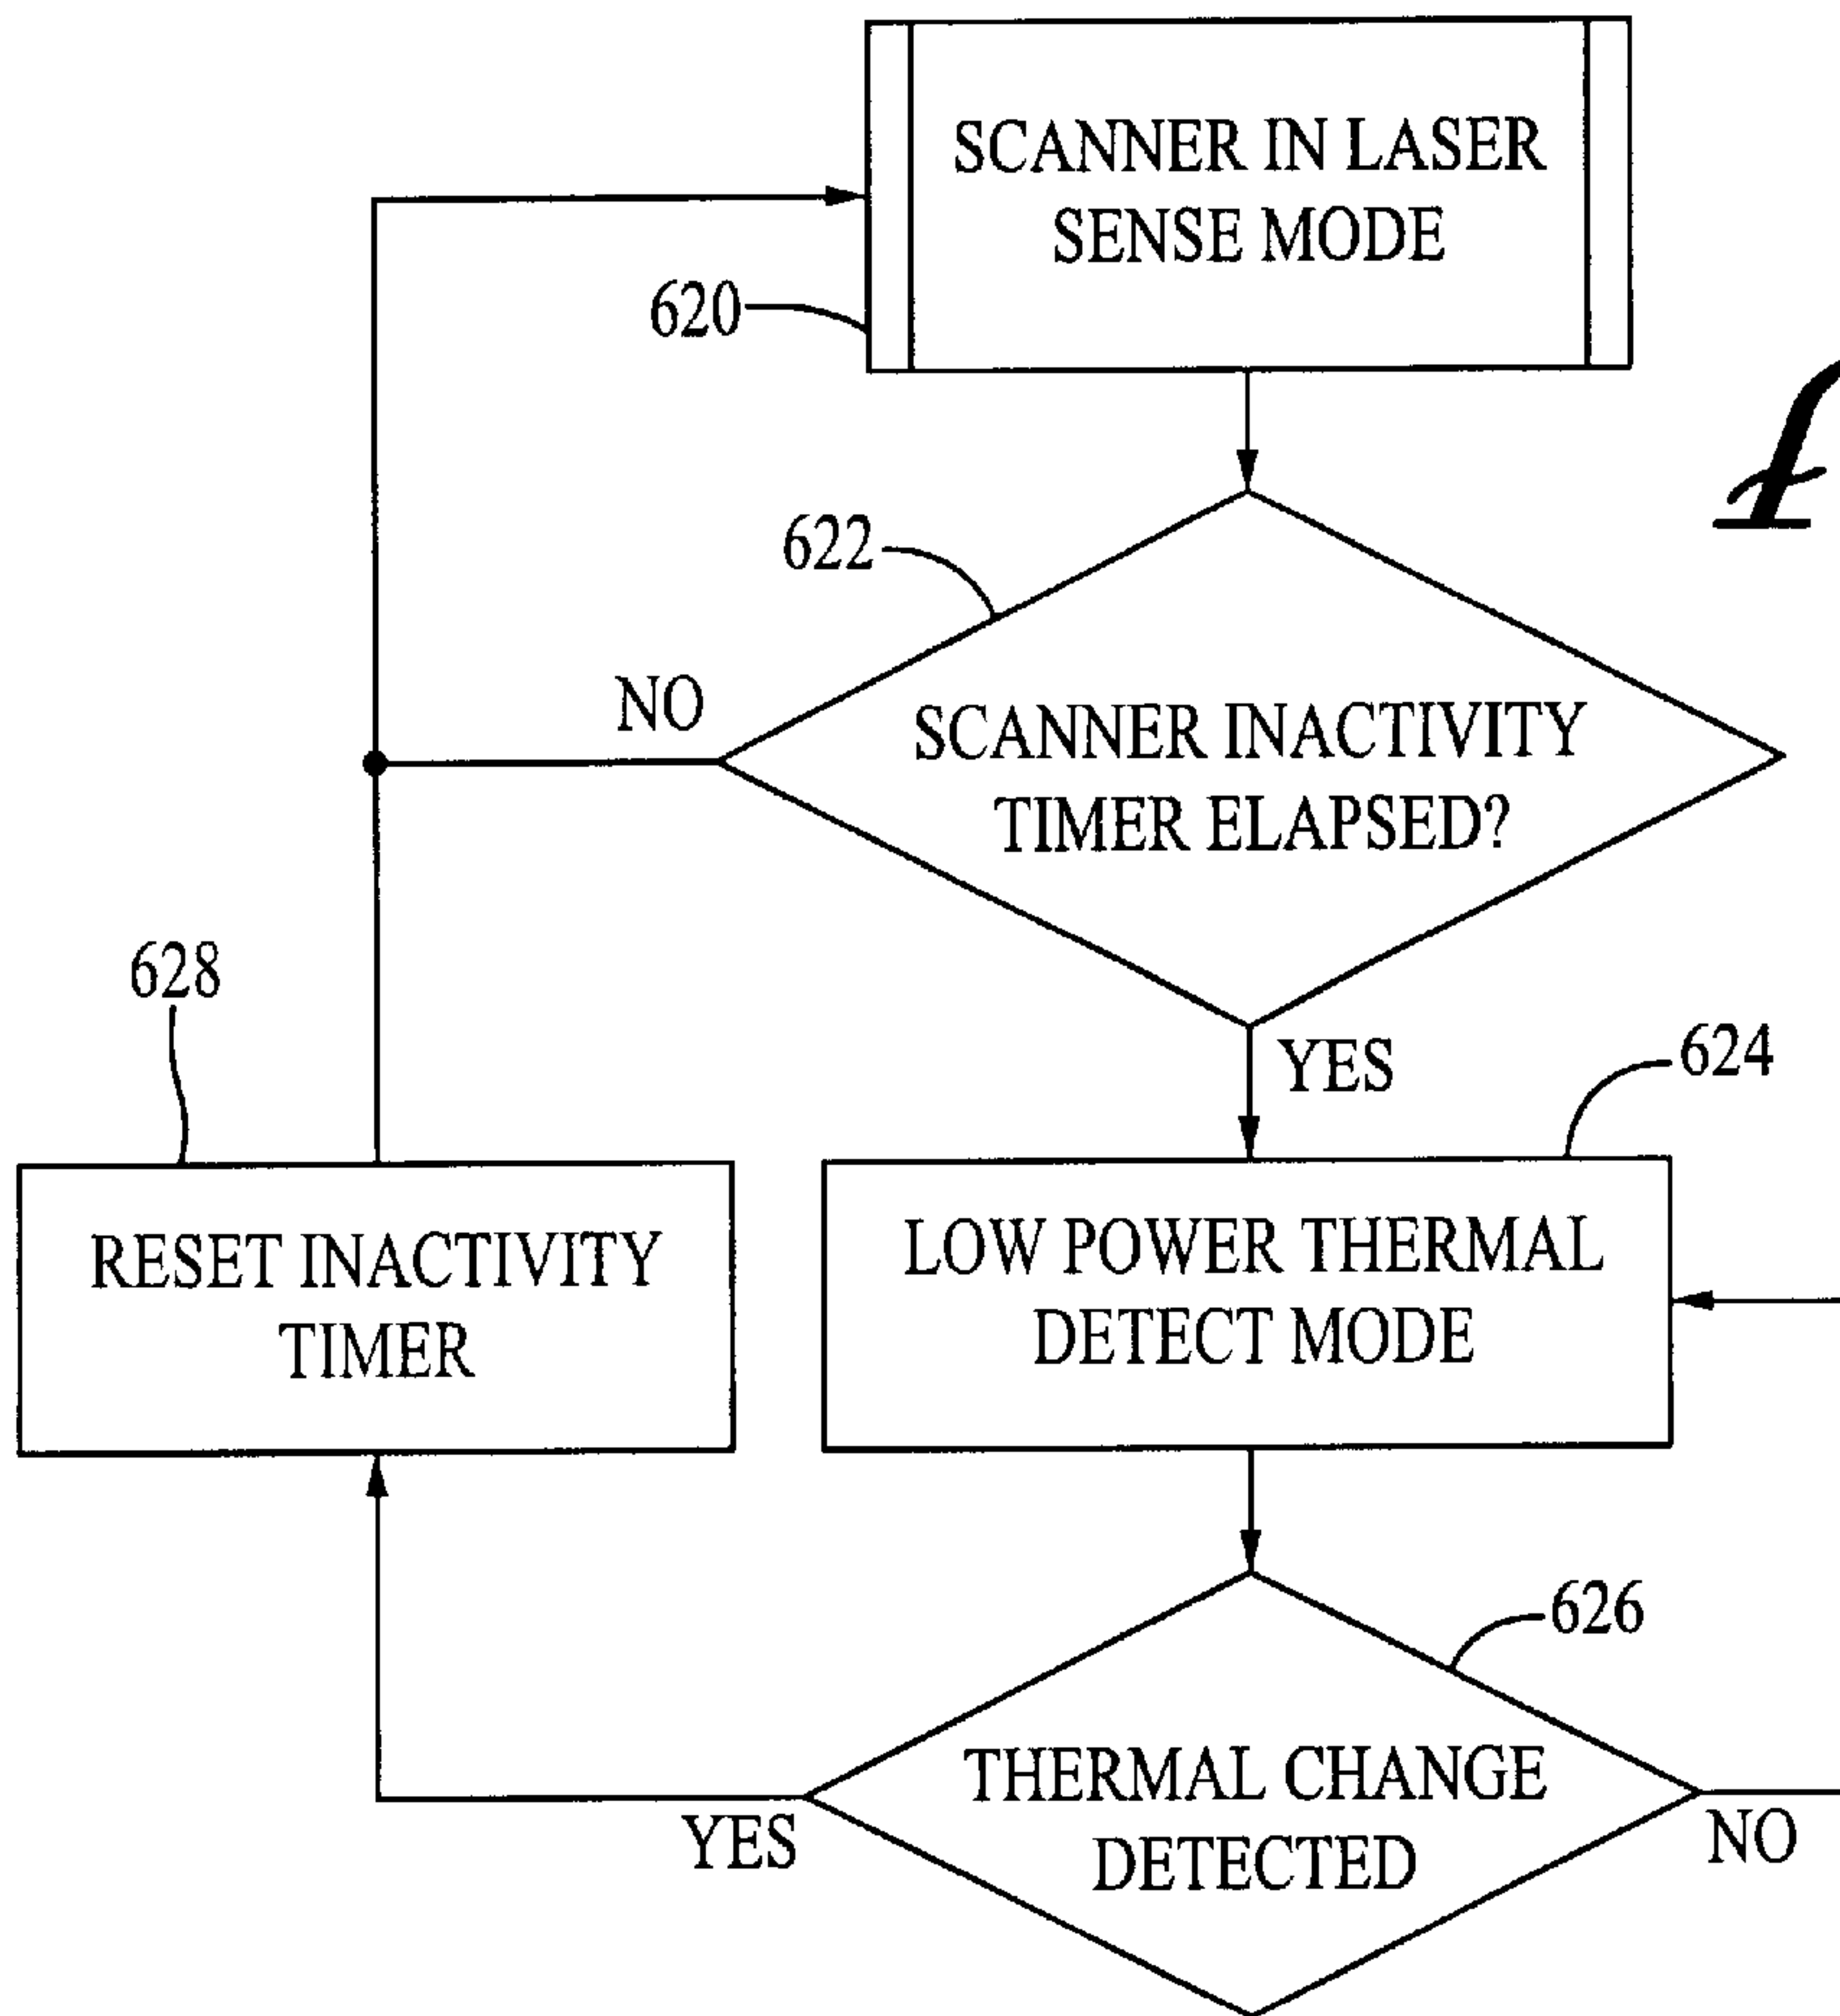 SCANNER IN LASER
SENSE MODE
620
622
NO
SCANNER INACTIVITY
TIMER ELAPSED?
628
YES
624
RESET INACTIVITY
TIMER
LOW POWER THERMAL
DETECT MODE
626
THERMAL CHANGE
DETECTED
YES
NO